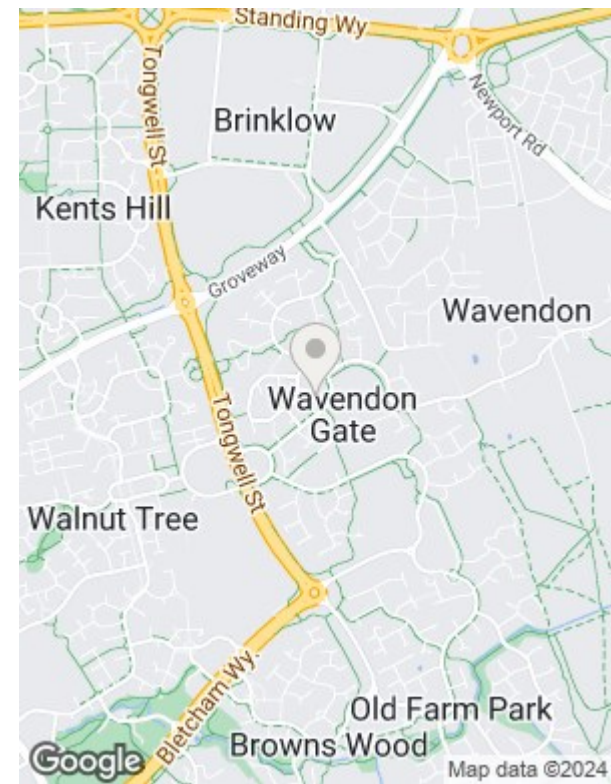 Standing Wy
Tongwell St
Brinklow
Newport Rd
Kents Hill
Groveway
Wavendon
Wavendon
Gate
Tongwell St
Walnut Tree
Bletcham Wy
Old Farm Park
Browns Wood
Google
Map data ©2024